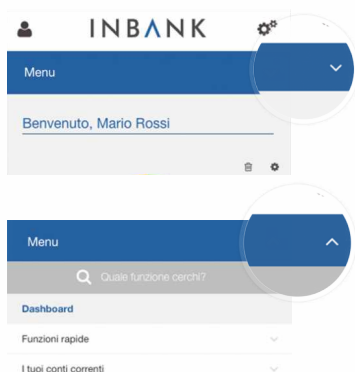 INBANK
Menu
Benvenuto, Mario Rossi
Menu
Quale funzione cerchi?
Dashboard
Funzioni rapide
I tuoi conti correnti